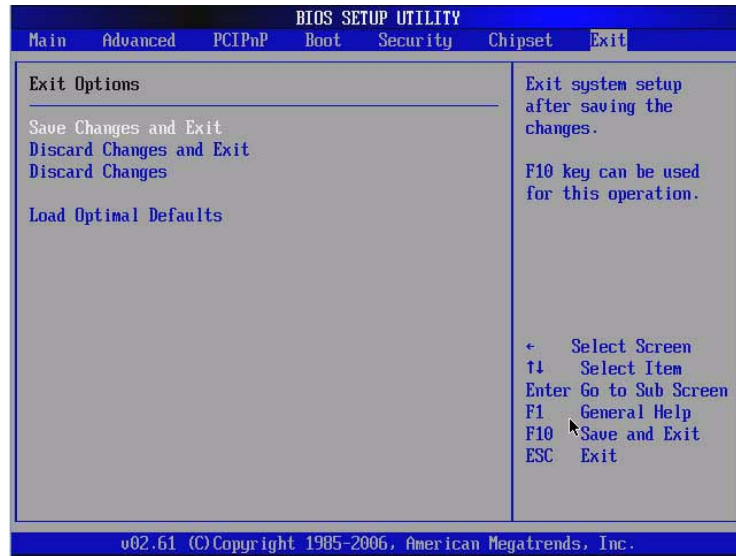 BIOS SETUP UTILITY
Main Advanced PCIPnP Boot Security Chipset Exit
Exit Options
Save Changes and Exit
Discard Changes and Exit
Discard Changes
Load Optimal Defaults
Exit system setup
after saving the
changes.
F10 key can be used
for this operation.
← Select Screen
↑↓ Select Item
Enter Go to Sub Screen
F1 General Help
F10 Save and Exit
ESC Exit
v02.61 (C)Copyright 1985-2006, American Megatrends, Inc.